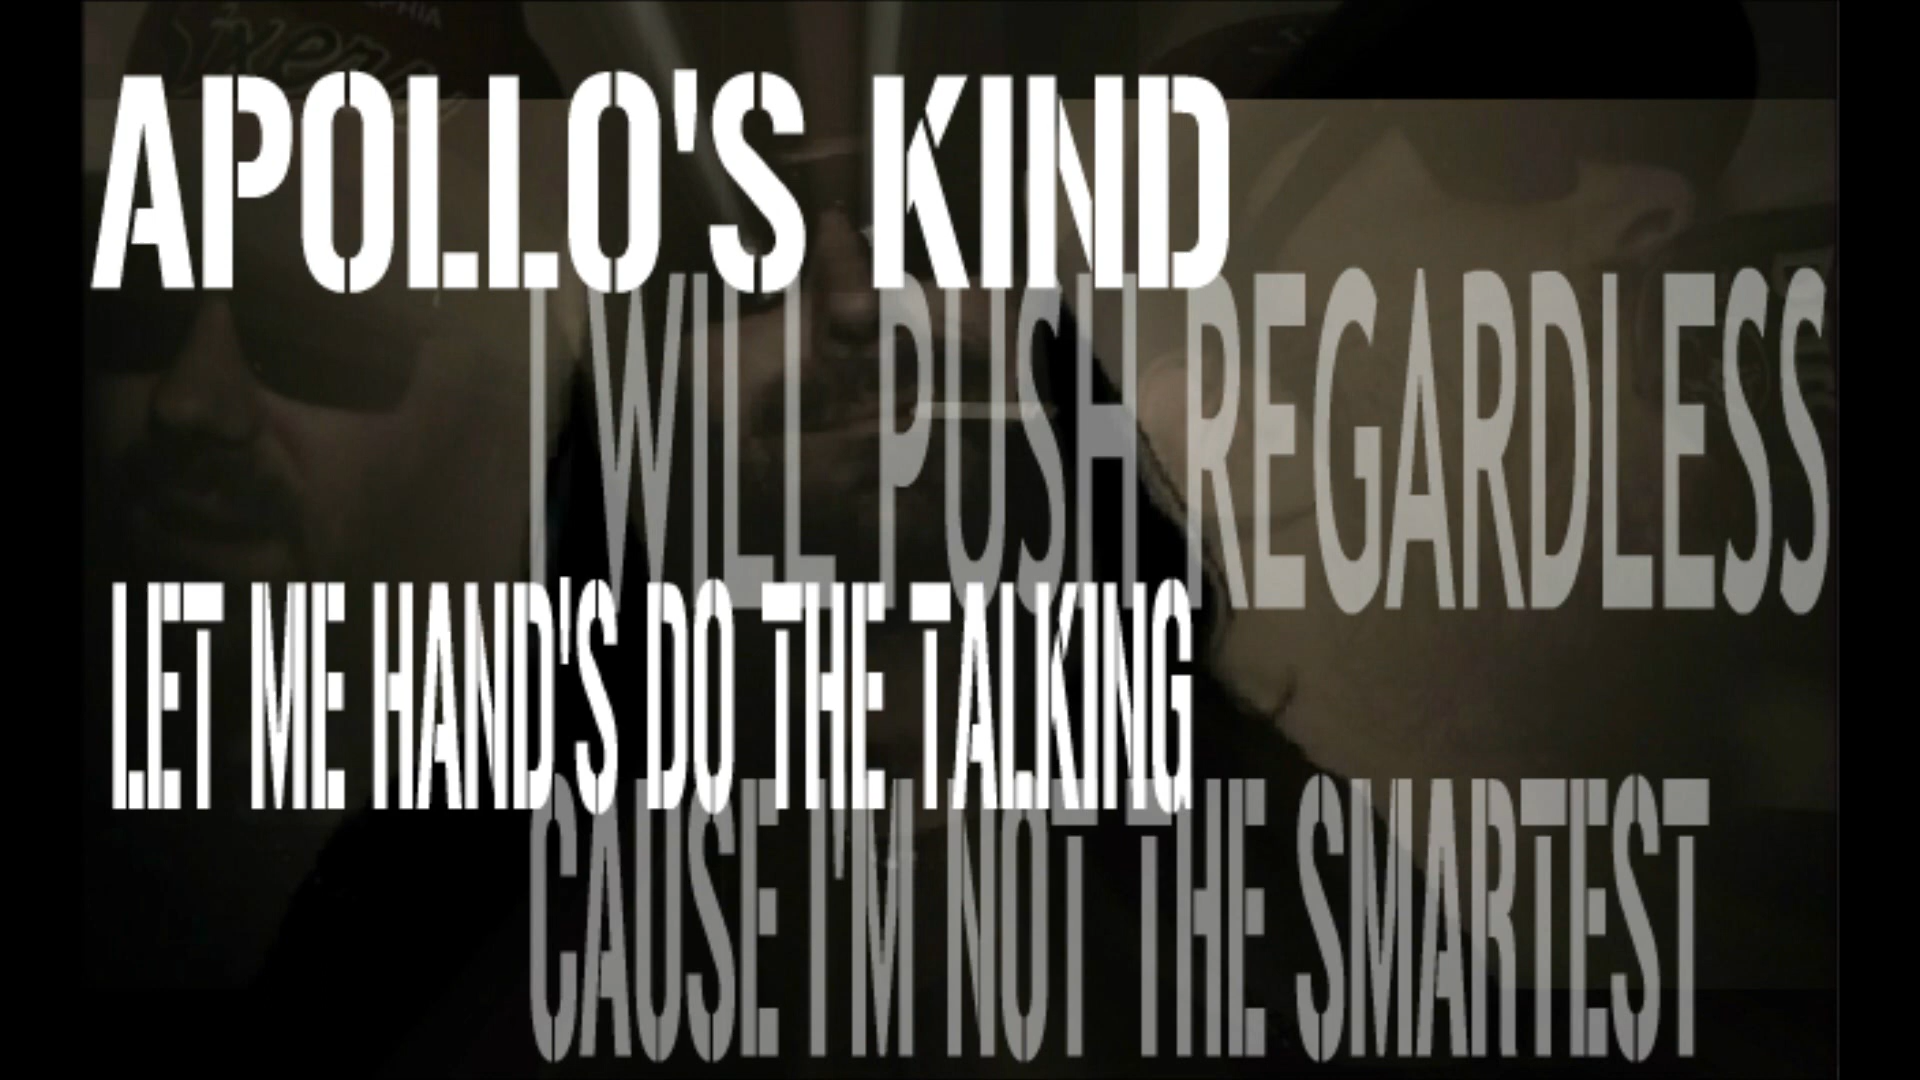 APOLLO'S KIND
I WILL PUSH REGARDLESS
LET ME HAND'S DO THE TALKING
CAUSE I'M NOT THE SMARTEST